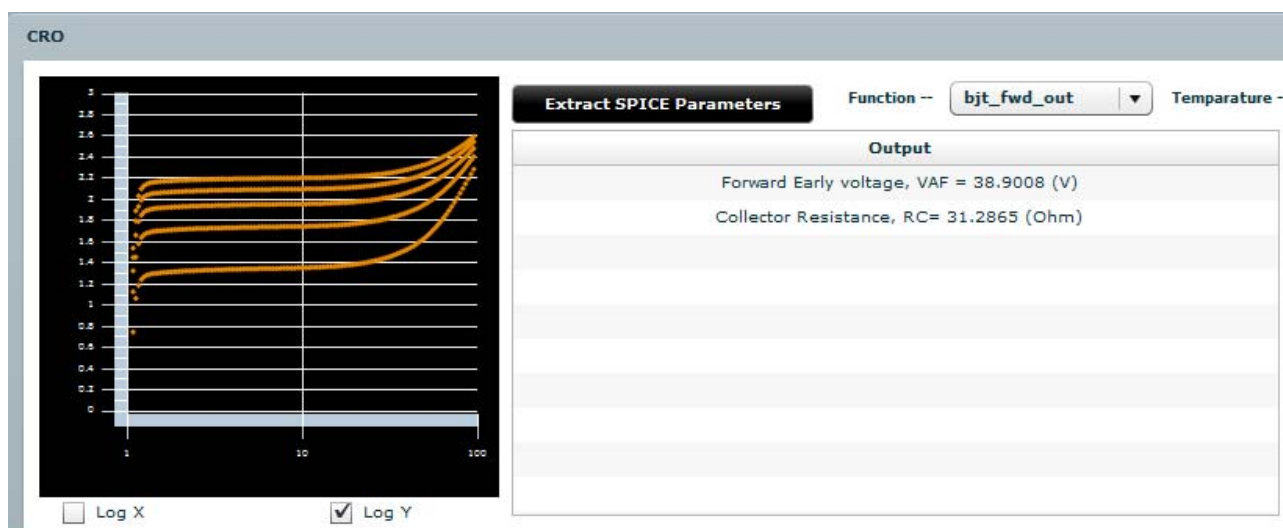 CRO
3
2.8
2.6
2.4
2.2
2
1.8
1.6
1.4
1.2
1
0.8
0.6
0.4
0.2
0
1 10 100
Log X Log Y
Extract SPICE Parameters Function -- bjt_fwd_out Temparature -
Output
Forward Early voltage, VAF = 38.9008 (V)
Collector Resistance, RC= 31.2865 (Ohm)